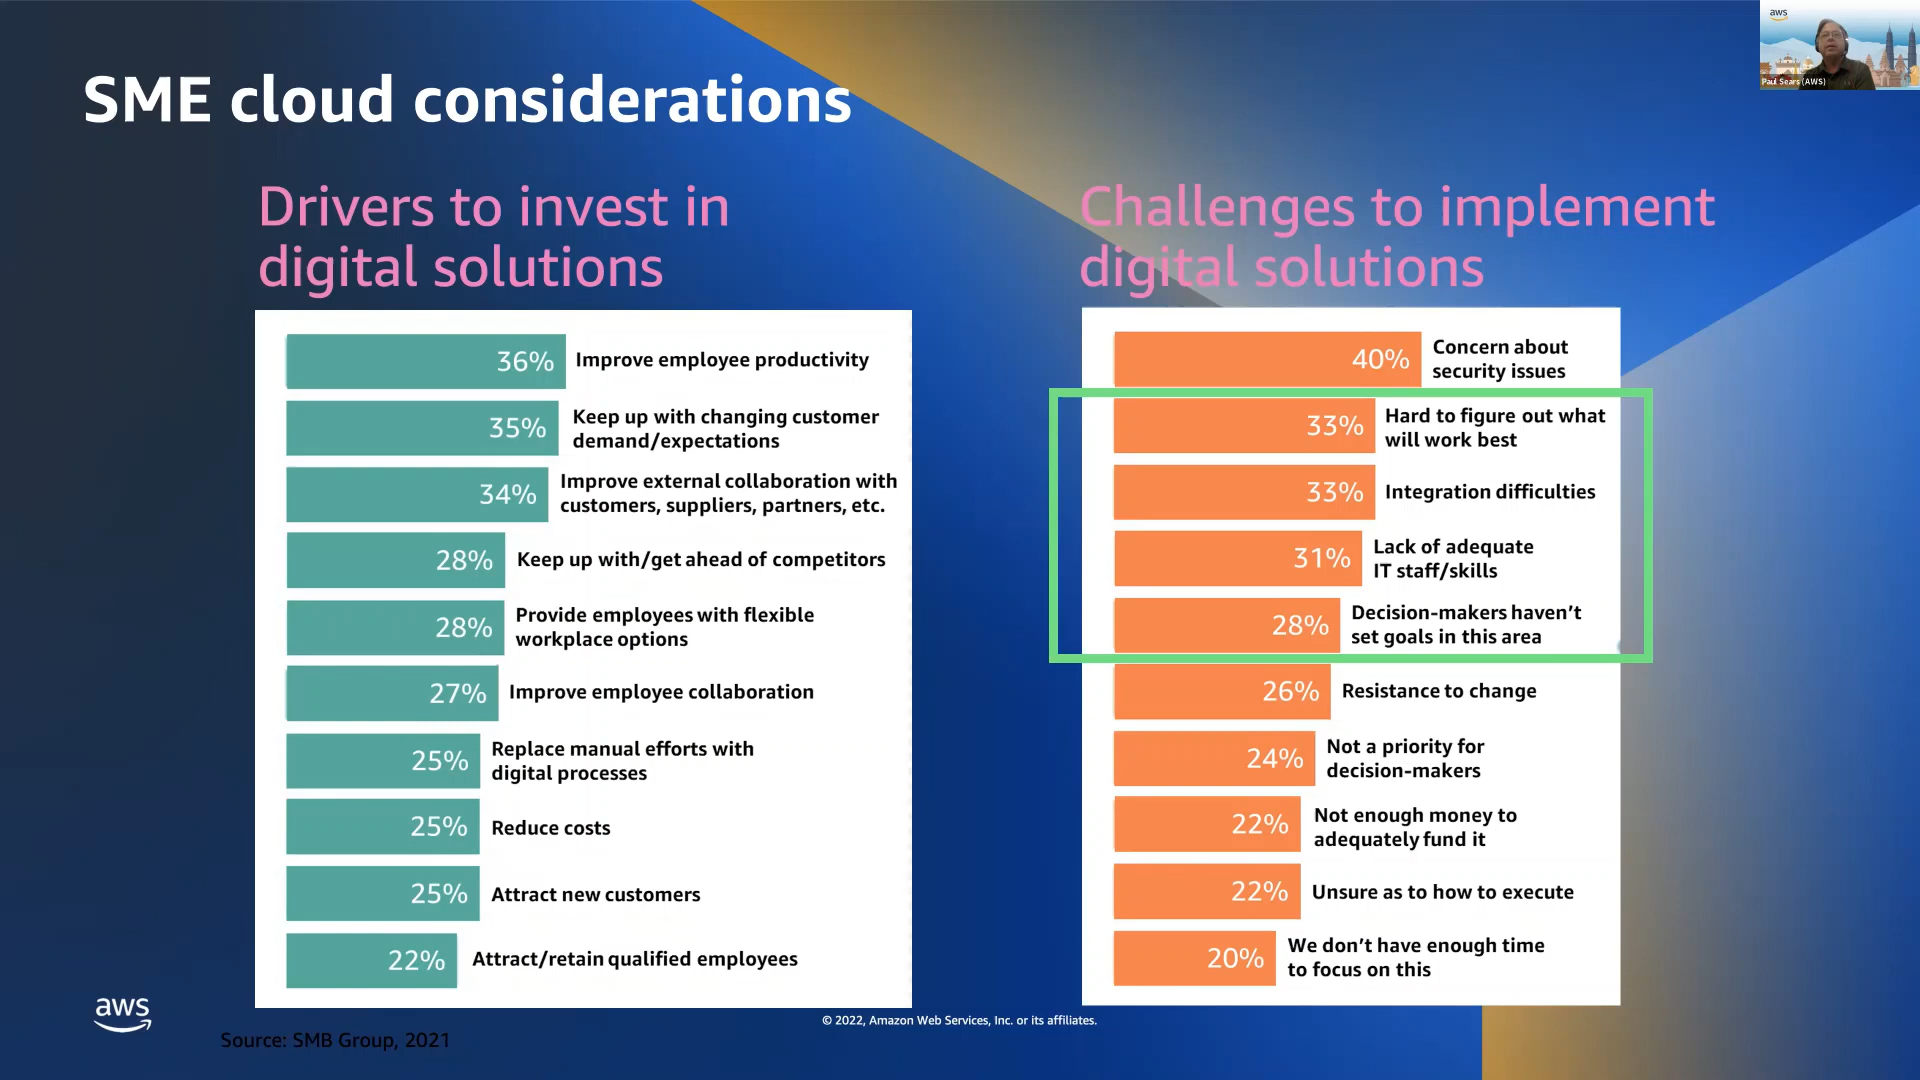 SME cloud considerations
aws
Paul Sears (AWS)
Drivers to invest in
digital solutions
36%
Improve employee productivity
35%
Keep up with changing customer
demand/expectations
34%
Improve external collaboration with
customers, suppliers, partners, etc.
28%
Keep up with/get ahead of competitors
28%
Provide employees with flexible
workplace options
27%
Improve employee collaboration
25%
Replace manual efforts with
digital processes
25%
Reduce costs
25%
Attract new customers
22%
Attract/retain qualified employees
Challenges to implement
digital solutions
40%
Concern about
security issues
33%
Hard to figure out what
will work best
33%
Integration difficulties
31%
Lack of adequate
IT staff/skills
28%
Decision-makers haven't
set goals in this area
26%
Resistance to change
24%
Not a priority for
decision-makers
22%
Not enough money to
adequately fund it
22%
Unsure as to how to execute
20%
We don't have enough time
to focus on this
aws
Source: SMB Group, 2021
© 2022, Amazon Web Services, Inc. or its affiliates.